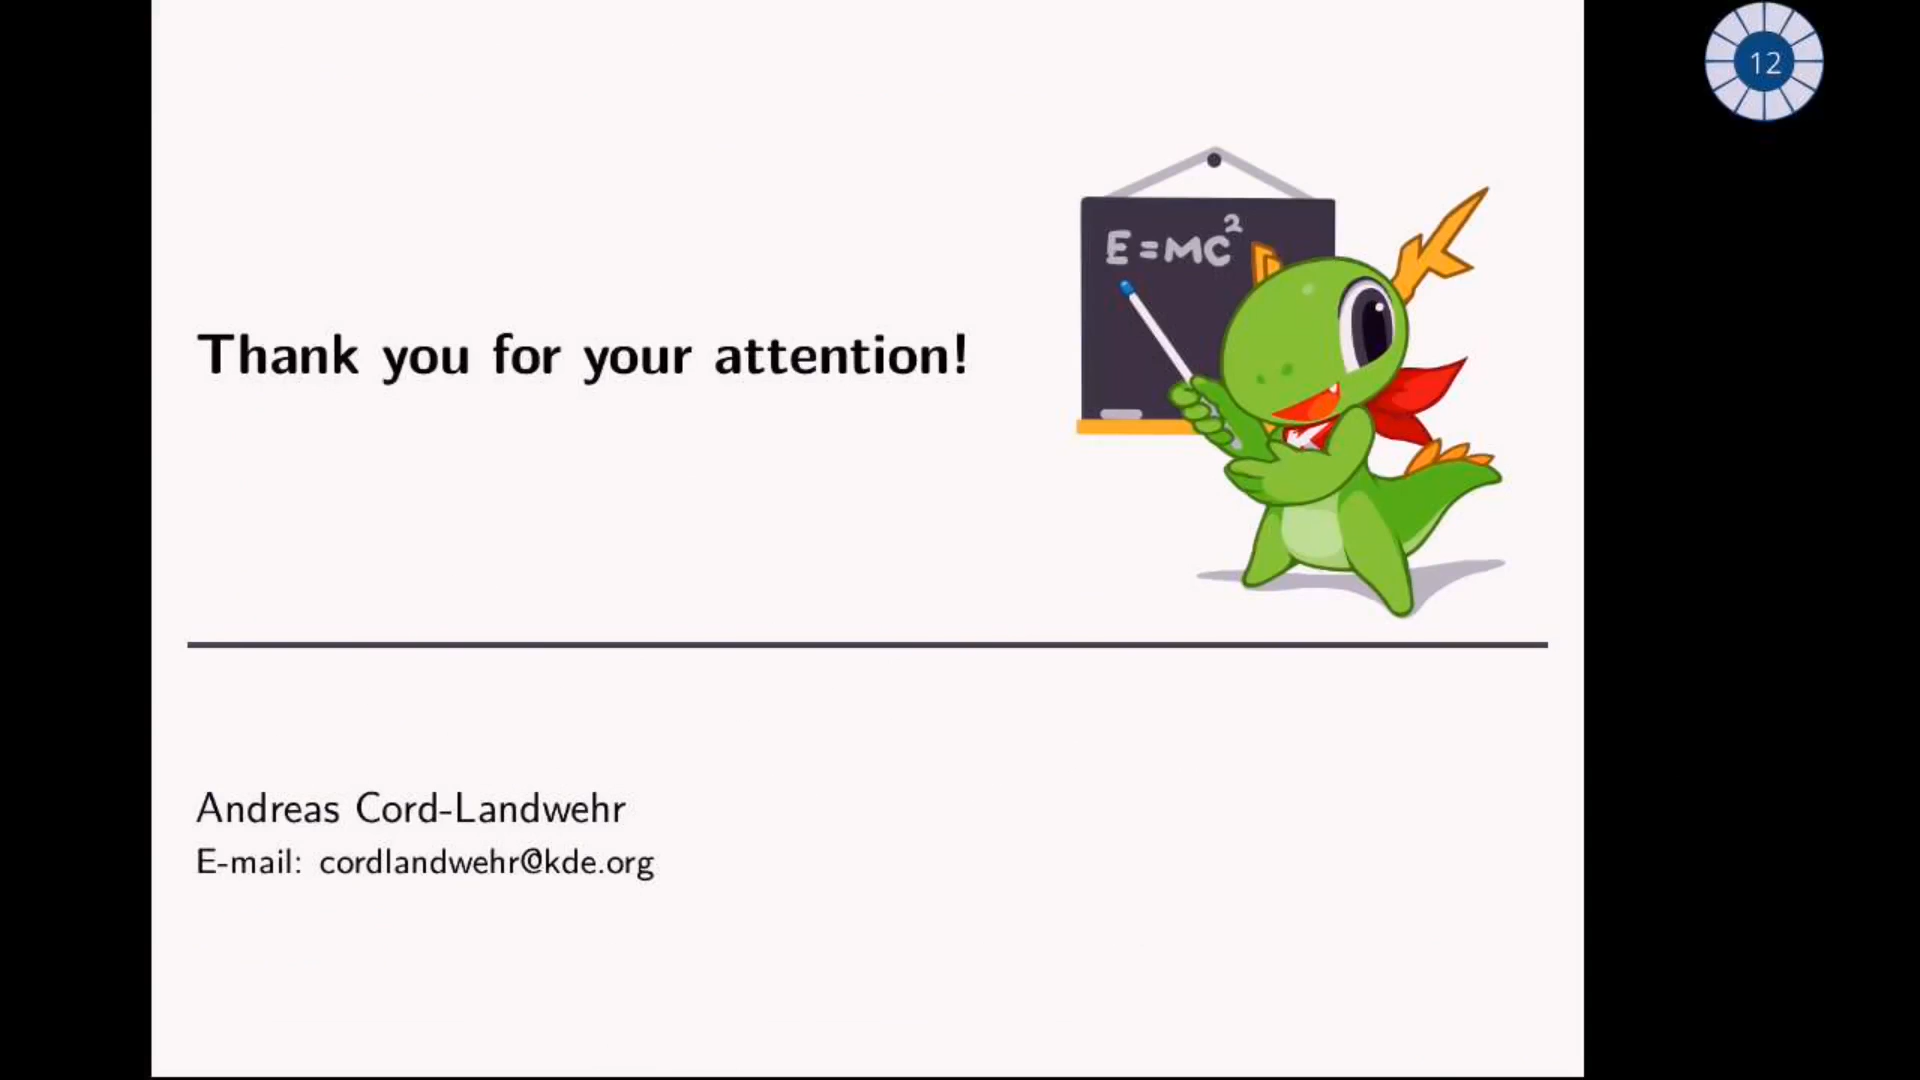 12
E=MC²
Thank you for your attention!
Andreas Cord-Landwehr
E-mail: cordlandwehr@kde.org